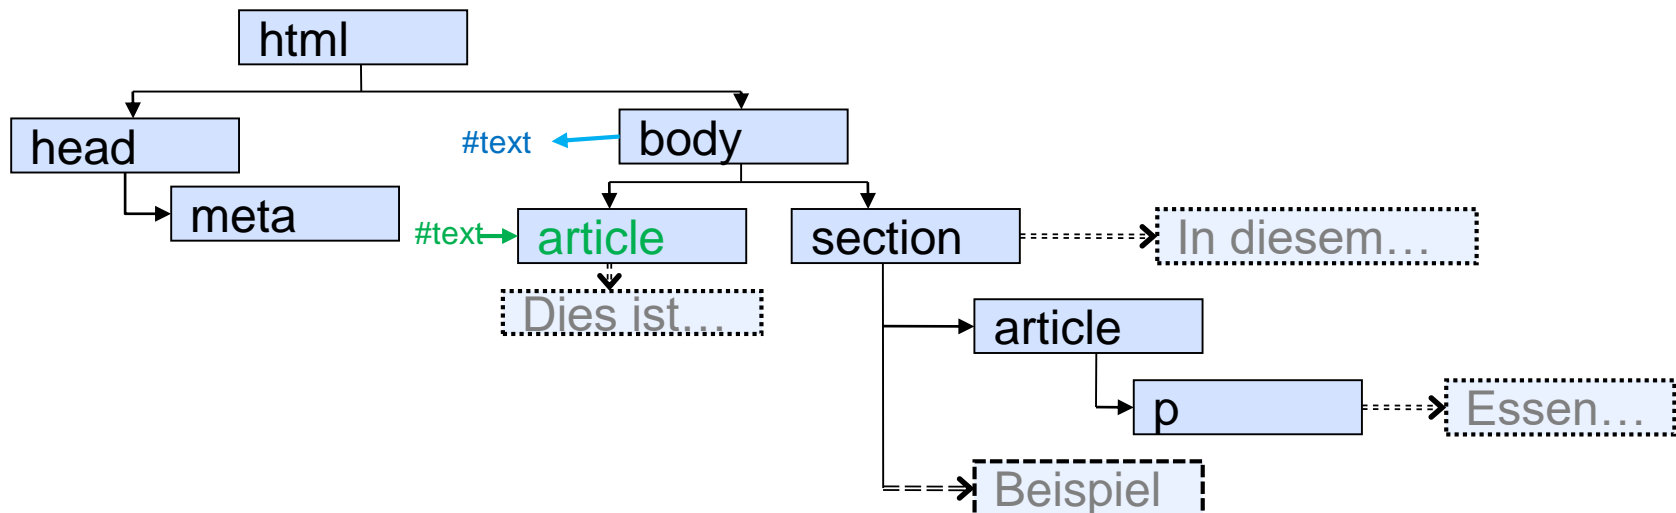 html
head
#text
body
meta
#text
article
section
In diesem…
Dies ist…
article
p
Essen…
Beispiel